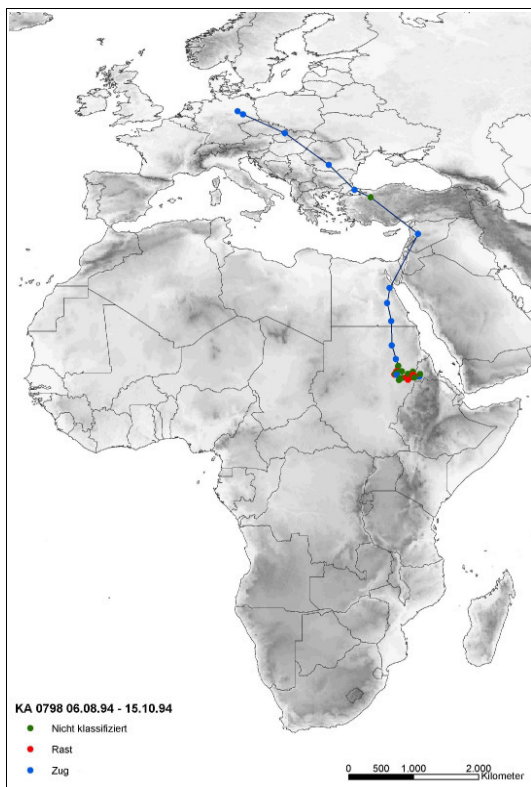 KA 0798 06.08.94 - 15.10.94
Nicht klassifiziert
Rast
Zug
0 500 1.000 2.000
Kilometer